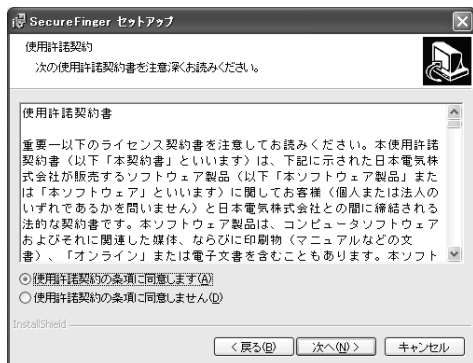 SecureFinger セットアップ
使用許諾契約
次の使用許諾契約書を注意深くお読みください。
使用許諾契約書
重要－以下のライセンス契約書を注意してお読みください。本使用許諾
契約書（以下「本契約書」といいます）は、下記に示された日本電気株
式会社が販売するソフトウェア製品（以下「本ソフトウェア製品」また
は「本ソフトウェア」といいます）に関してお客様（個人または法人の
いずれであるかを問いません）と日本電気株式会社との間に締結される
法的な契約書です。本ソフトウェア製品は、コンピュータソフトウェア
およびそれに関連した媒体、ならびに印刷物（マニュアルなどの文
書）、「オンライン」または電子文書を含むこともあります。本ソフト
使用許諾契約の条項に同意します(A)
使用許諾契約の条項に同意しません(D)
InstallShield
< 戻る(B) 次へ(N) > キャンセル